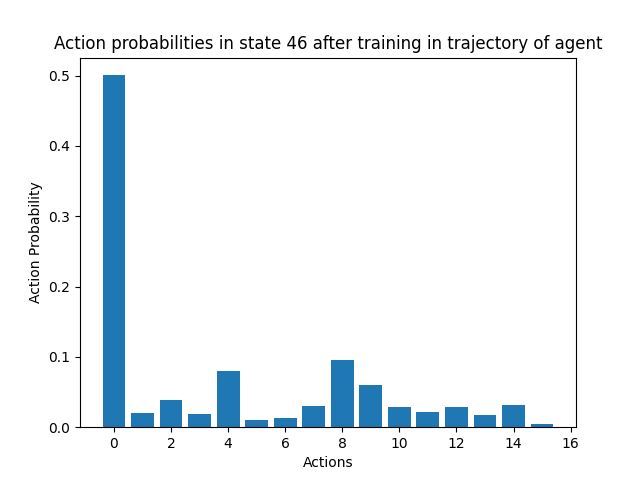 Action probabilities in state 46 after training in trajectory of agent
0.5
0.4
0.3
0.2
0.1
0.0
Action Probability
0 2 4 6 8 10 12 14 16
Actions